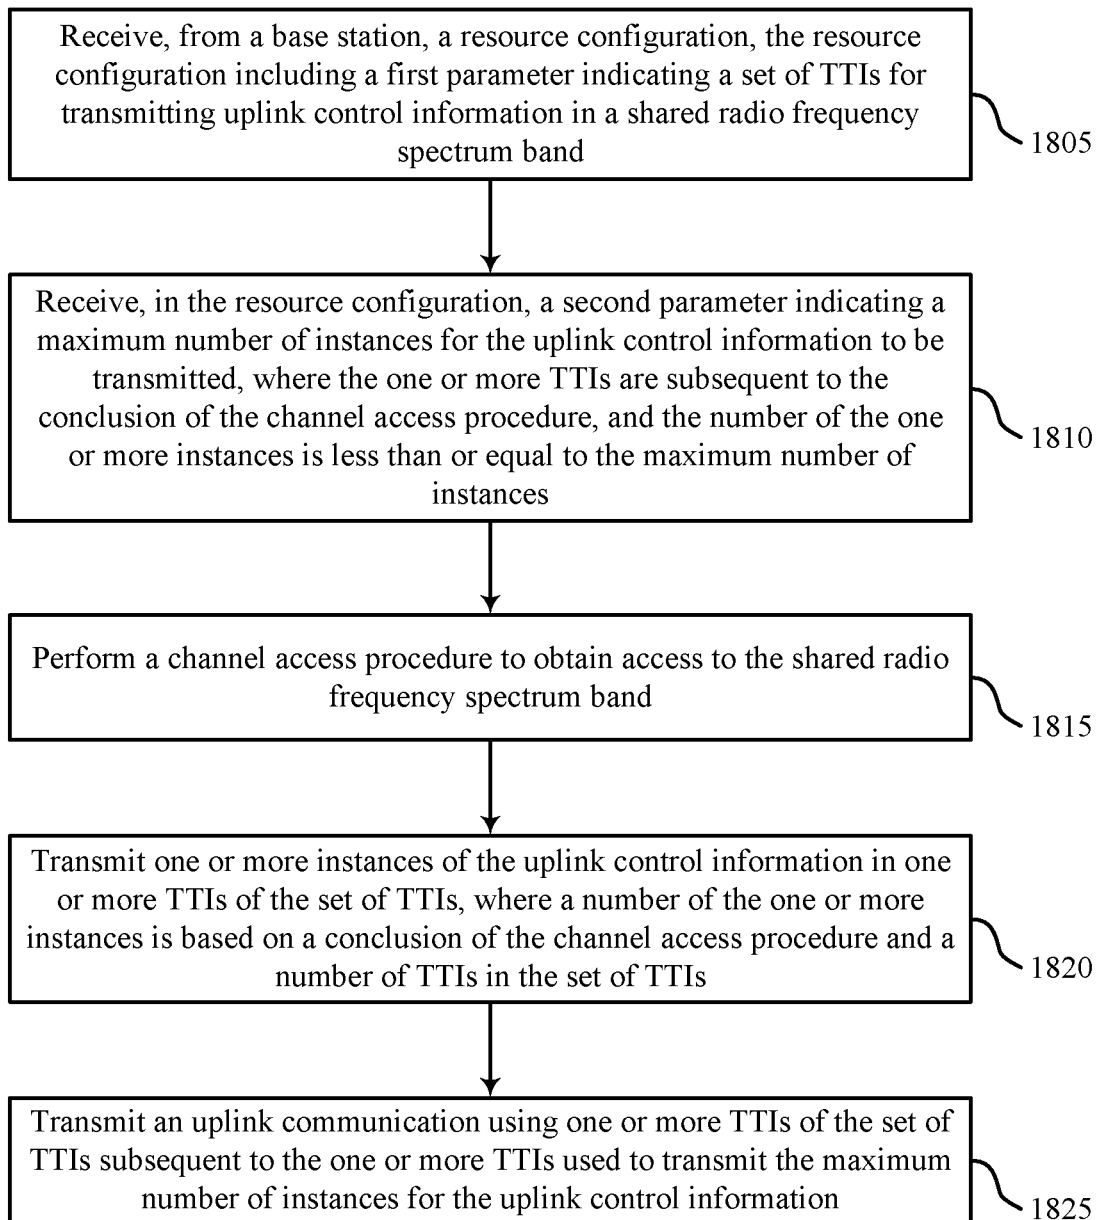 Receive, from a base station, a resource configuration, the resource
configuration including a first parameter indicating a set of TTIs for
transmitting uplink control information in a shared radio frequency
spectrum band
1805
Receive, in the resource configuration, a second parameter indicating a
maximum number of instances for the uplink control information to be
transmitted, where the one or more TTIs are subsequent to the
conclusion of the channel access procedure, and the number of the one
or more instances is less than or equal to the maximum number of
instances
1810
Perform a channel access procedure to obtain access to the shared radio
frequency spectrum band
1815
Transmit one or more instances of the uplink control information in one
or more TTIs of the set of TTIs, where a number of the one or more
instances is based on a conclusion of the channel access procedure and a
number of TTIs in the set of TTIs
1820
Transmit an uplink communication using one or more TTIs of the set of
TTIs subsequent to the one or more TTIs used to transmit the maximum
number of instances for the uplink control information
1825